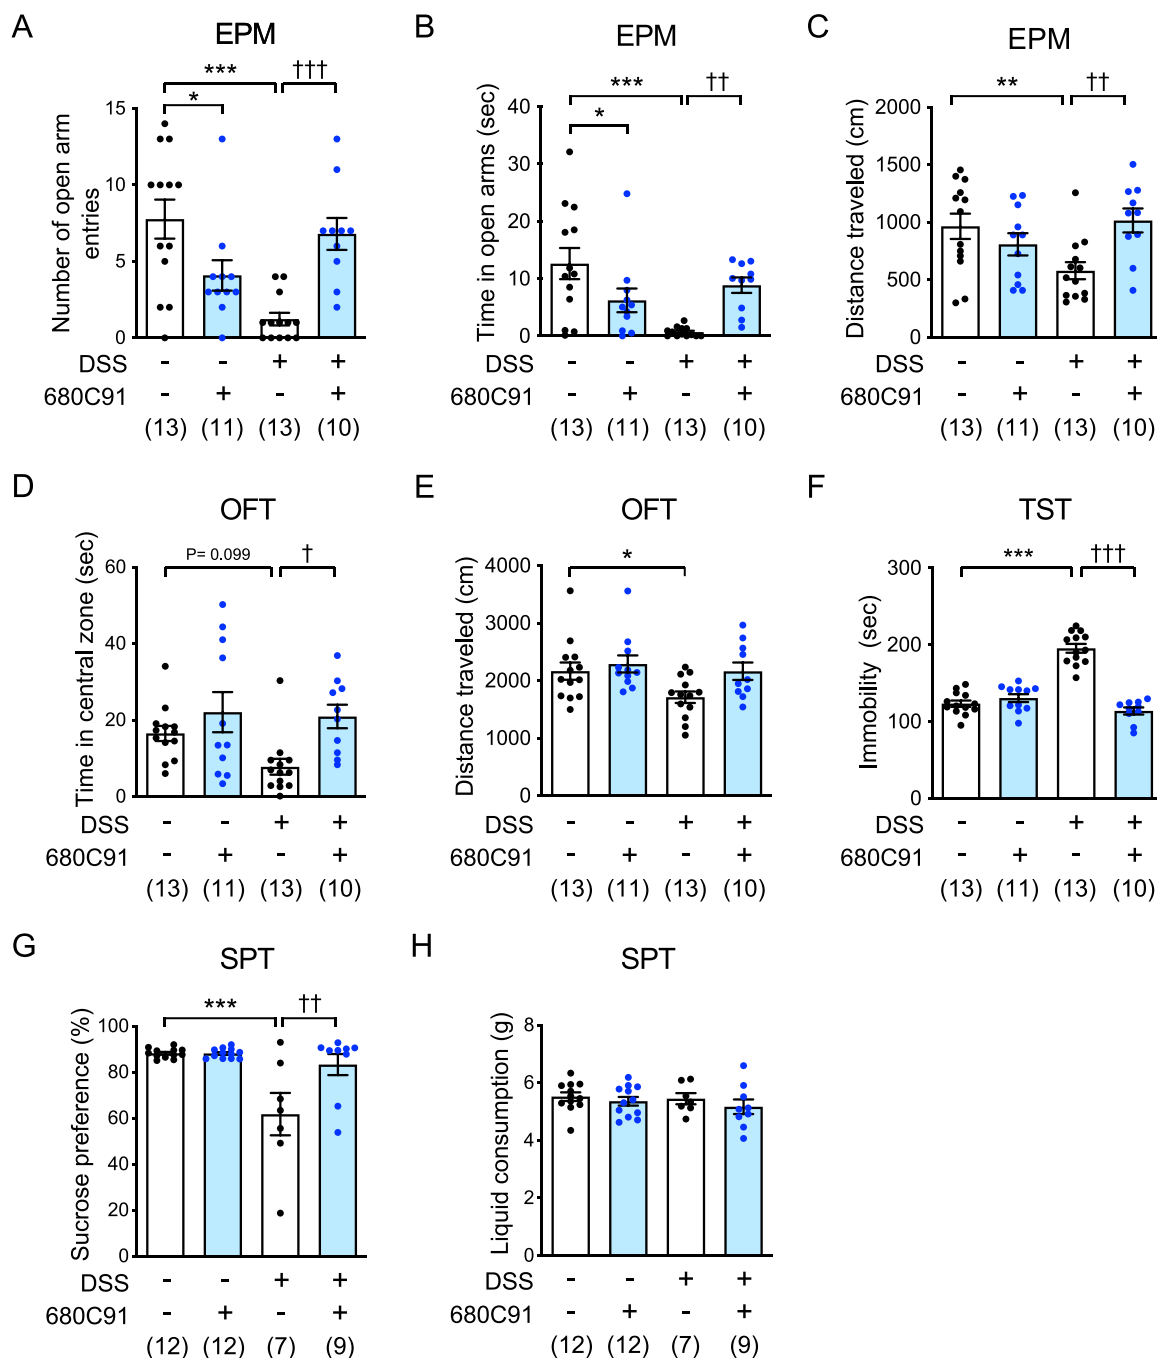 A
EPM
***
†††
*
Number of open arm
entries
15
10
5
0
DSS - - + +
680C91 - + - +
(13) (11) (13) (10)
B
EPM
***
††
*
Time in open arms (sec)
40
30
20
10
0
DSS - - + +
680C91 - + - +
(13) (11) (13) (10)
C
EPM
**
††
Distance traveled (cm)
2000
1500
1000
500
0
DSS - - + +
680C91 - + - +
(13) (11) (13) (10)
D
OFT
P= 0.099
†
Time in central zone (sec)
60
40
20
0
DSS - - + +
680C91 - + - +
(13) (11) (13) (10)
E
OFT
*
Distance traveled (cm)
4000
3000
2000
1000
0
DSS - - + +
680C91 - + - +
(13) (11) (13) (10)
F
TST
***
†††
Immobility (sec)
300
200
100
0
DSS - - + +
680C91 - + - +
(13) (11) (13) (10)
G
SPT
***
††
Sucrose preference (%)
100
80
60
40
20
0
DSS - - + +
680C91 - + - +
(12) (12) (7) (9)
H
SPT
Liquid consumption (g)
8
6
4
2
0
DSS - - + +
680C91 - + - +
(12) (12) (7) (9)